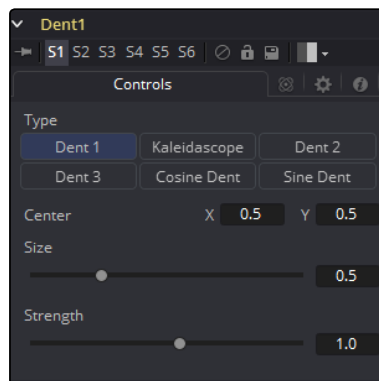 Dent1
S1 S2 S3 S4 S5 S6
Controls
Type
Dent 1 Kaleidascope Dent 2
Dent 3 Cosine Dent Sine Dent
Center X 0.5 Y 0.5
Size
0.5
Strength
1.0